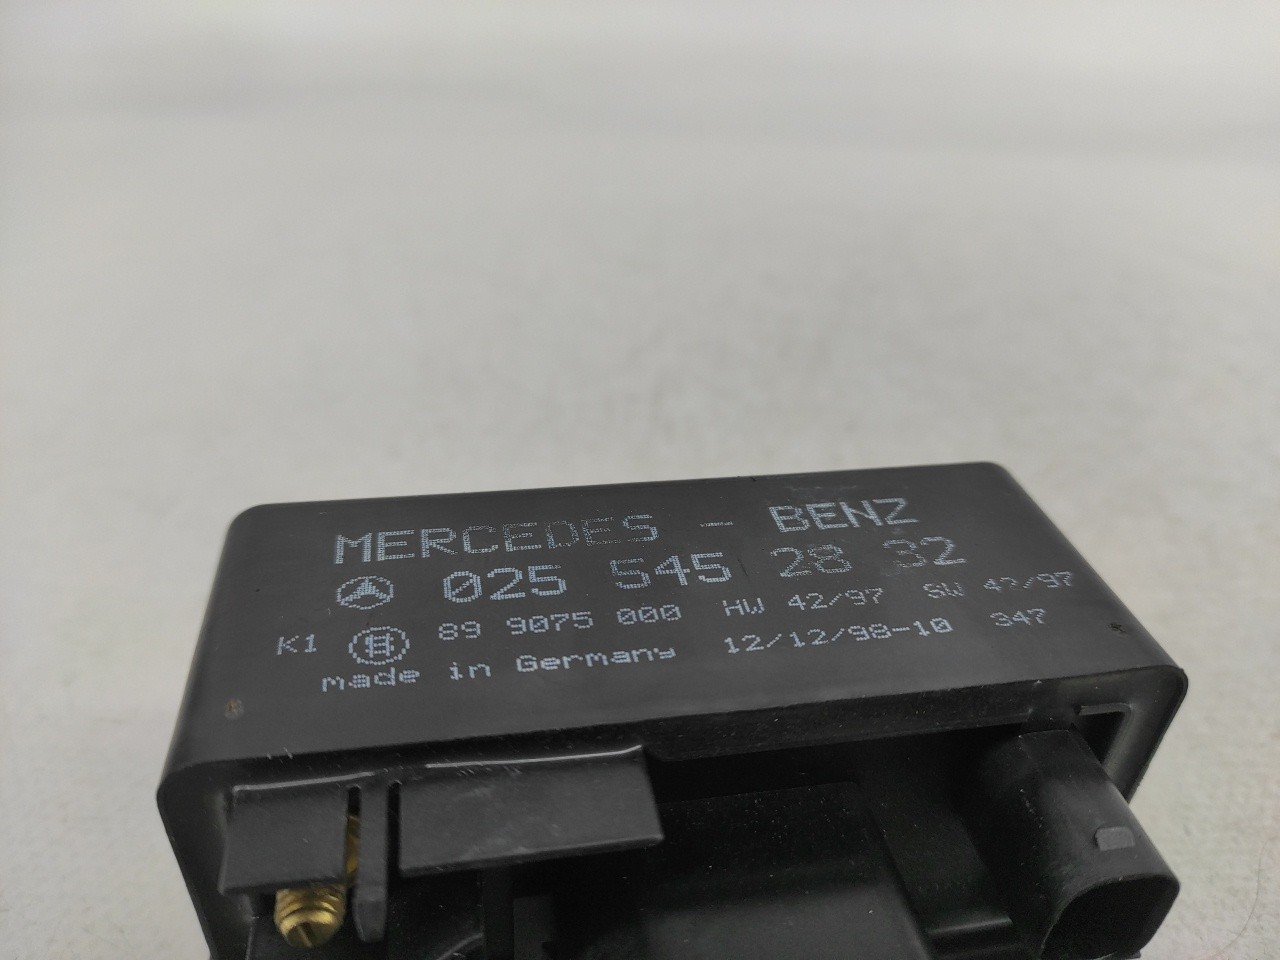 MERCEDES - BENZ
025 545 28 32
K1 89 9075 000 HW 42/97 SW 42/97
made in Germany 12/12/98-10 347